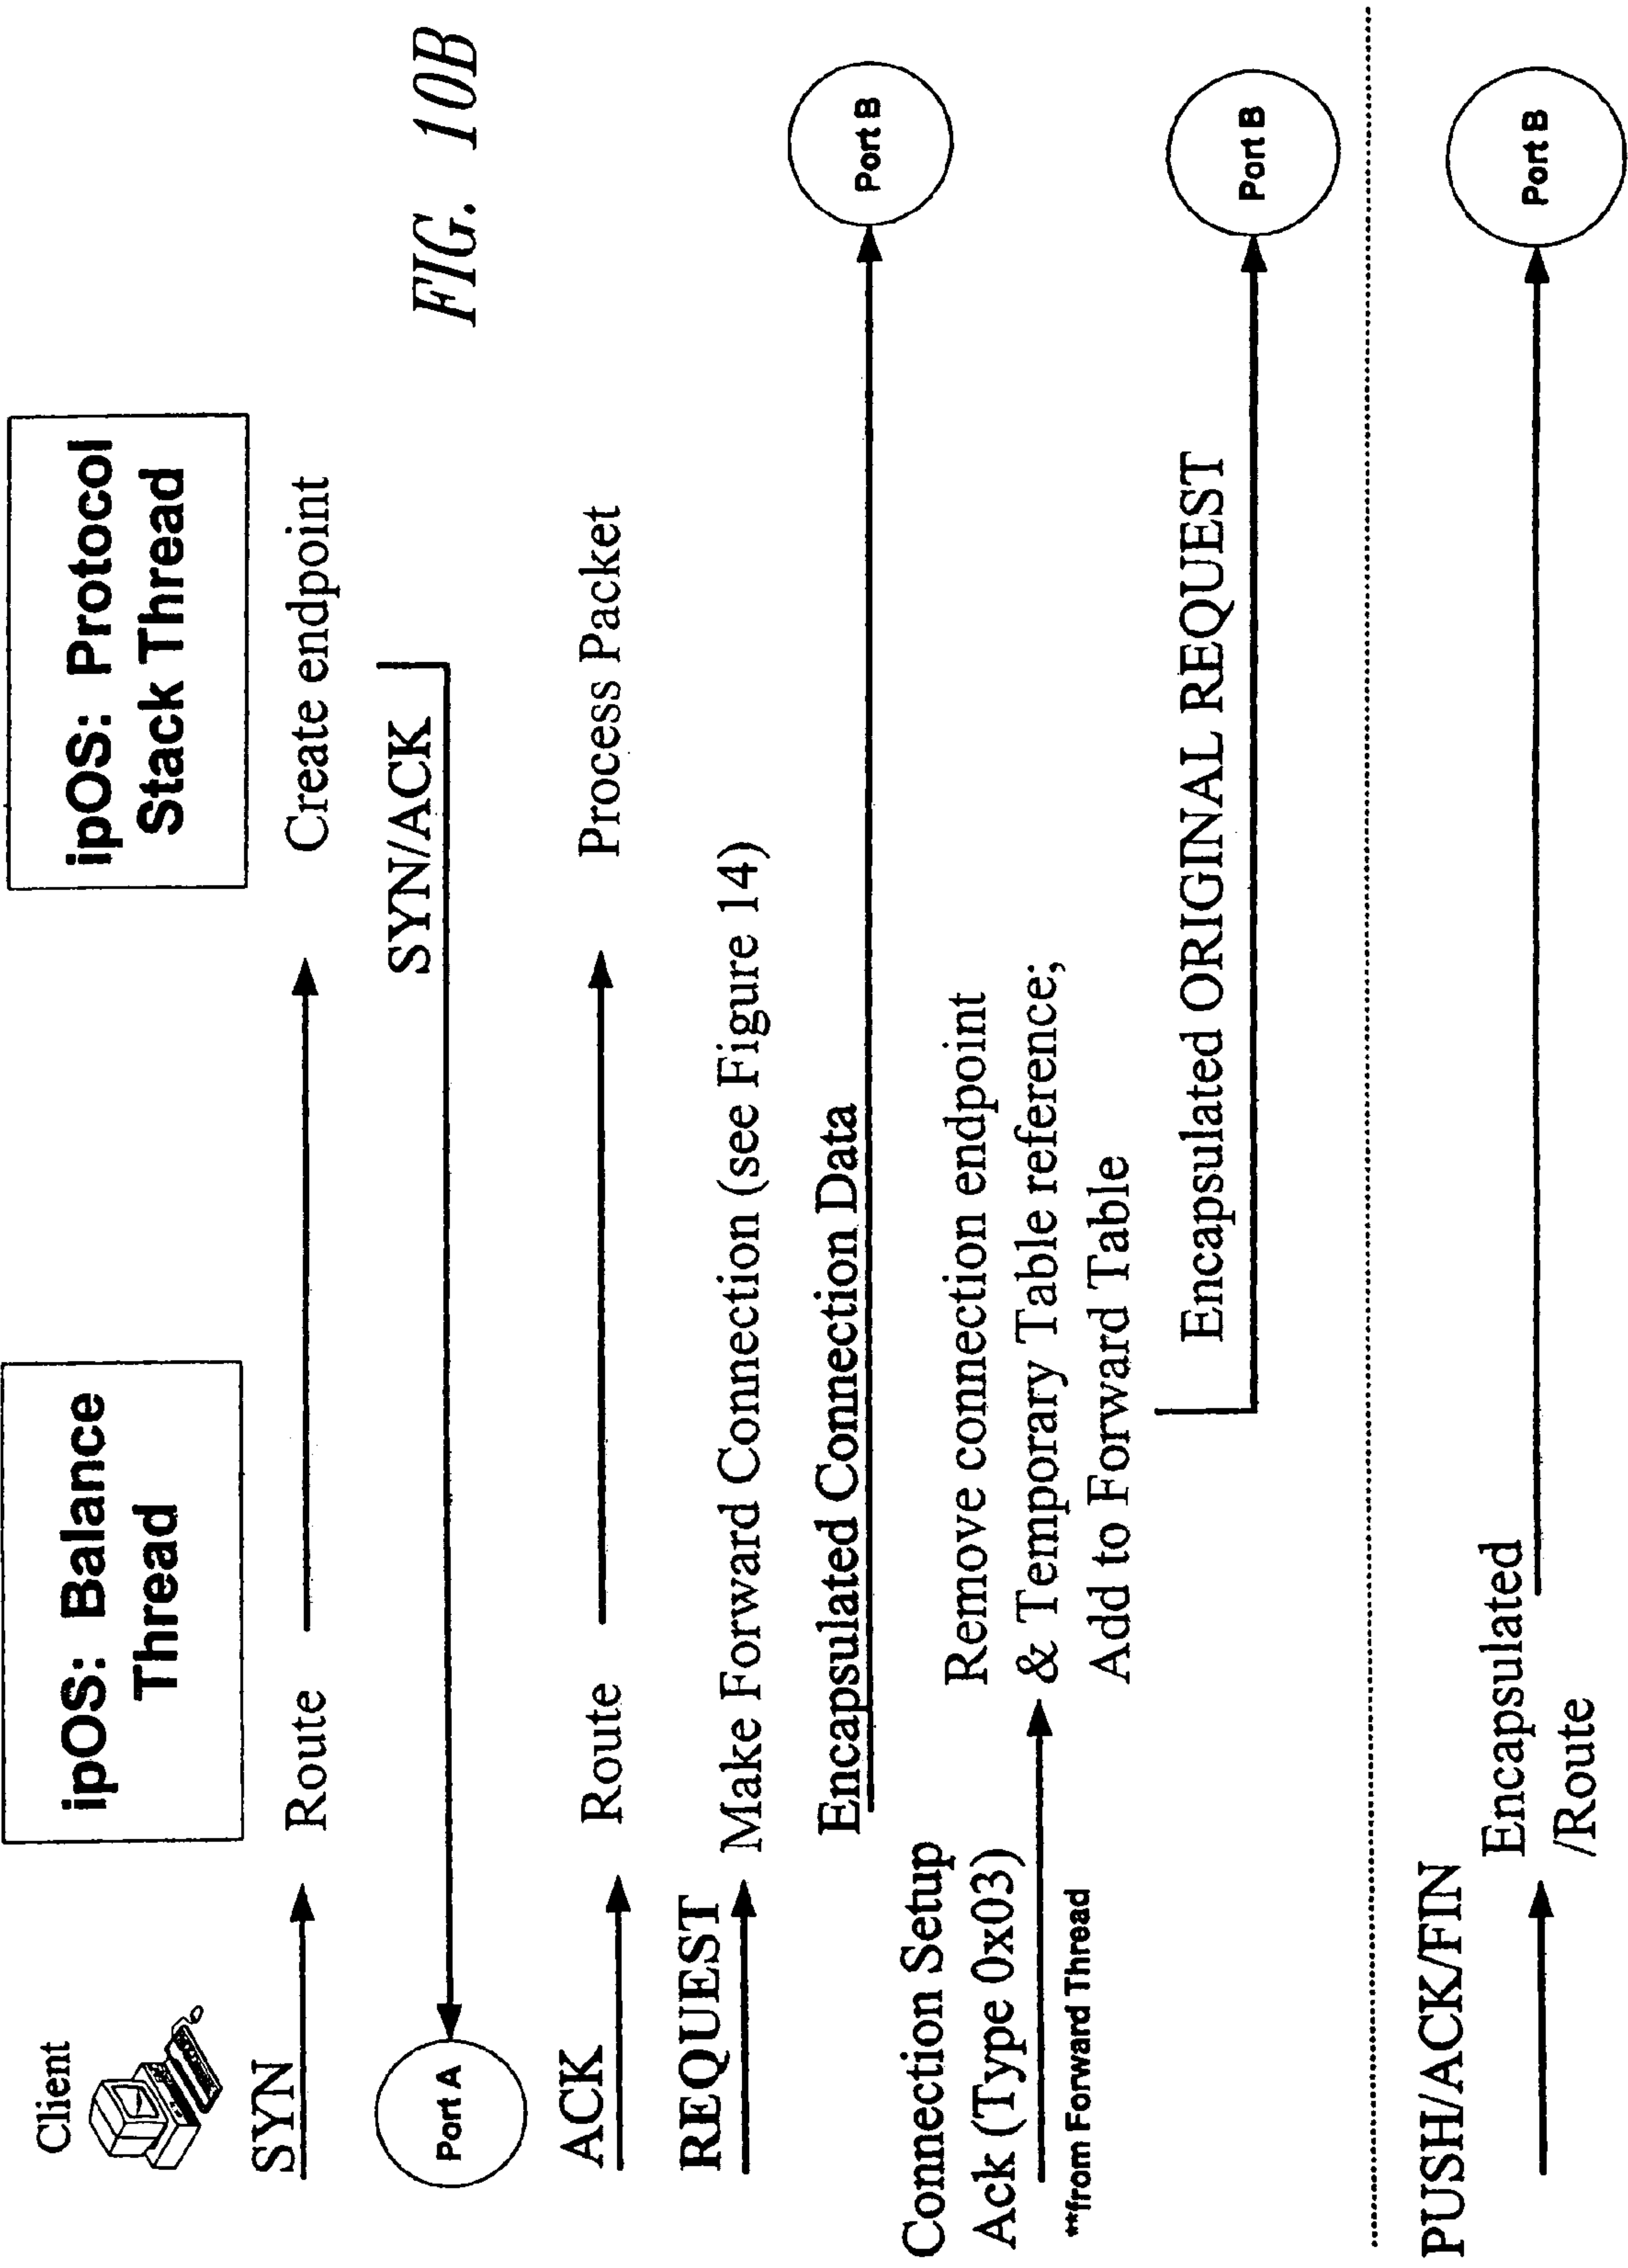 Client
ipOS: Balance
Thread
ipOS: Protocol
Stack Thread
SYN
Route
Create endpoint
SYN/ACK
Port A
FIG. 10B
ACK
Route
Process Packet
REQUEST
Make Forward Connection (see Figure 14)
Encapsulated Connection Data
Port B
Connection Setup
Ack (Type 0x03)
**from Forward Thread
Remove connection endpoint
& Temporary Table reference;
Add to Forward Table
Encapsulated ORIGINAL REQUEST
Port B
PUSH/ACK/FIN
Encapsulated
/Route
Port B